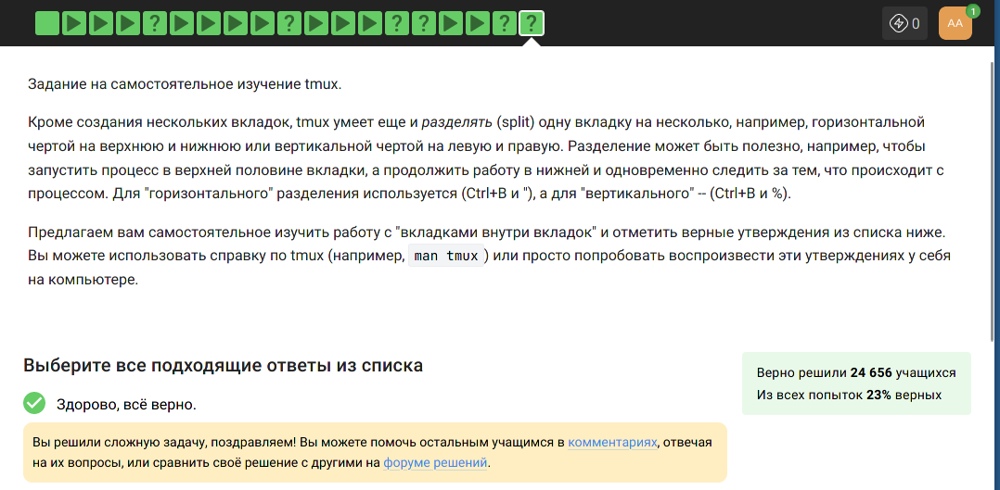 ? ? ? ? ? ?
0
AA
1
Задание на самостоятельное изучение tmux.
Кроме создания нескольких вкладок, tmux умеет еще и разделять (split) одну вкладку на несколько, например, горизонтальной
чертой на верхнюю и нижнюю или вертикальной чертой на левую и правую. Разделение может быть полезно, например, чтобы
запустить процесс в верхней половине вкладки, а продолжить работу в нижней и одновременно следить за тем, что происходит с
процессом. Для "горизонтального" разделения используется (Ctrl+B и "), а для "вертикального" -- (Ctrl+B и %).
Предлагаем вам самостоятельное изучить работу с "вкладками внутри вкладок" и отметить верные утверждения из списка ниже.
Вы можете использовать справку по tmux (например, man tmux) или просто попробовать воспроизвести эти утверждениях у себя
на компьютере.
Выберите все подходящие ответы из списка
Верно решили 24 656 учащихся
Из всех попыток 23% верных
Здорово, всё верно.
Вы решили сложную задачу, поздравляем! Вы можете помочь остальным учащимся в комментариях, отвечая
на их вопросы, или сравнить своё решение с другими на форуме решений.